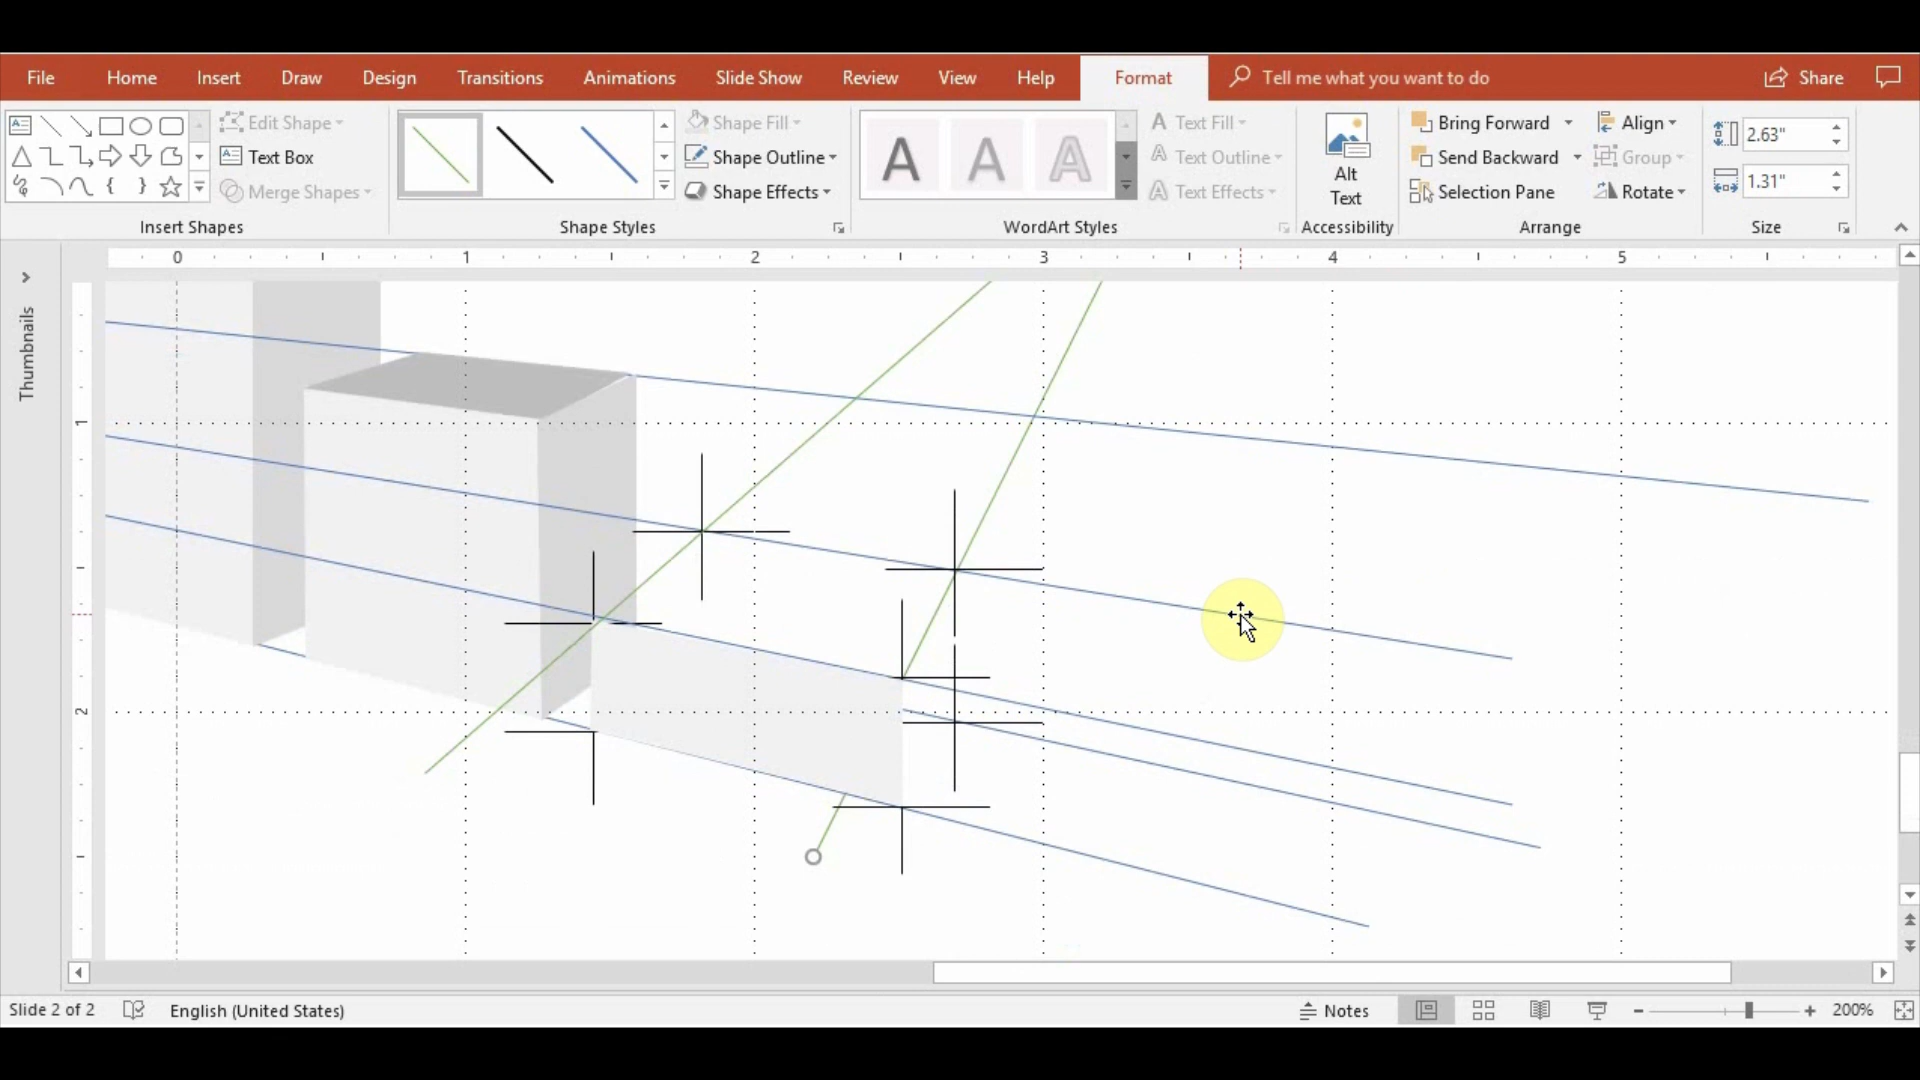 File Home Insert Draw Design Transitions Animations Slide Show Review View Help Format Tell me what you want to do Share
Edit Shape
Text Box
Merge Shapes
Insert Shapes
Shape Fill
Shape Outline
Shape Effects
Shape Styles
A A A
Text Fill
Text Outline
Text Effects
WordArt Styles
Alt
Text
Accessibility
Bring Forward
Send Backward
Selection Pane
Align
Group
Rotate
Arrange
2.63"
1.31"
Size
0 1 2 3 4 5
Thumbnails
1
2
Slide 2 of 2 English (United States) Notes 200%